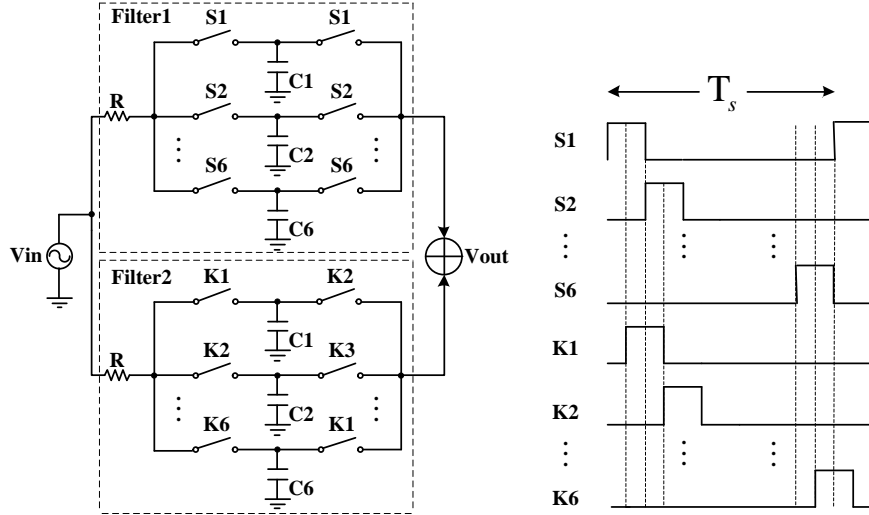 Filter1
S1 S1
C1
R
S2 S2
⋮ ⋮
C2
S6 S6
C6
Vin
Vout
Filter2
K1 K2
C1
R
K2 K3
⋮ ⋮
C2
K6 K1
C6
Ts
S1
S2
⋮ ⋮ ⋮
S6
K1
K2
⋮ ⋮ ⋮
K6